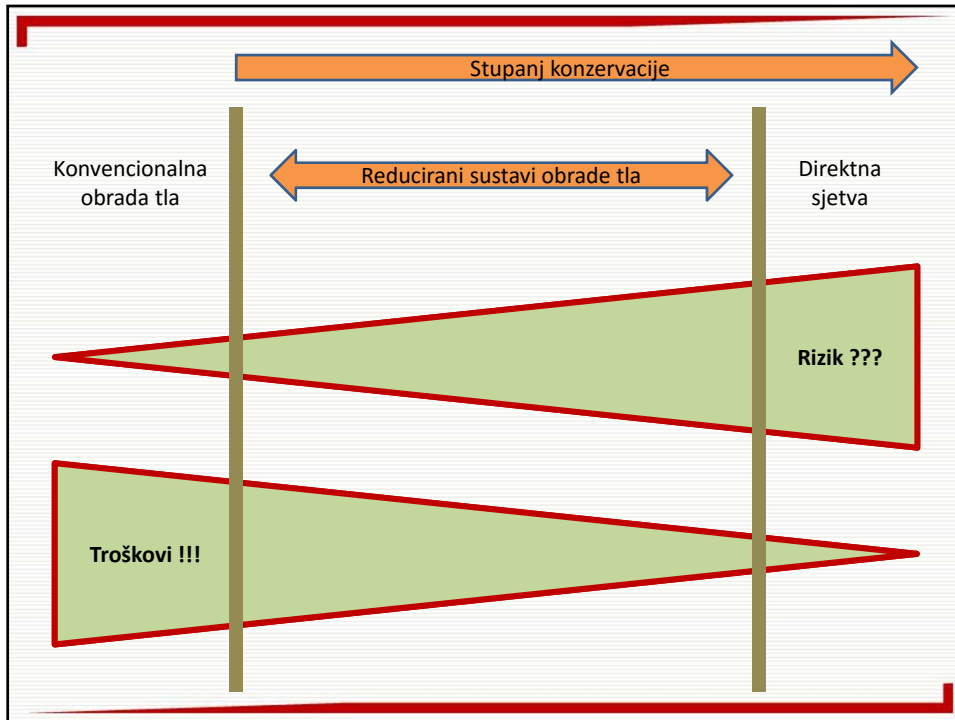 Stupanj konzervacije
Konvencionalna
obrada tla
Reducirani sustavi obrade tla
Direktna
sjetva
Rizik ???
Troškovi !!!